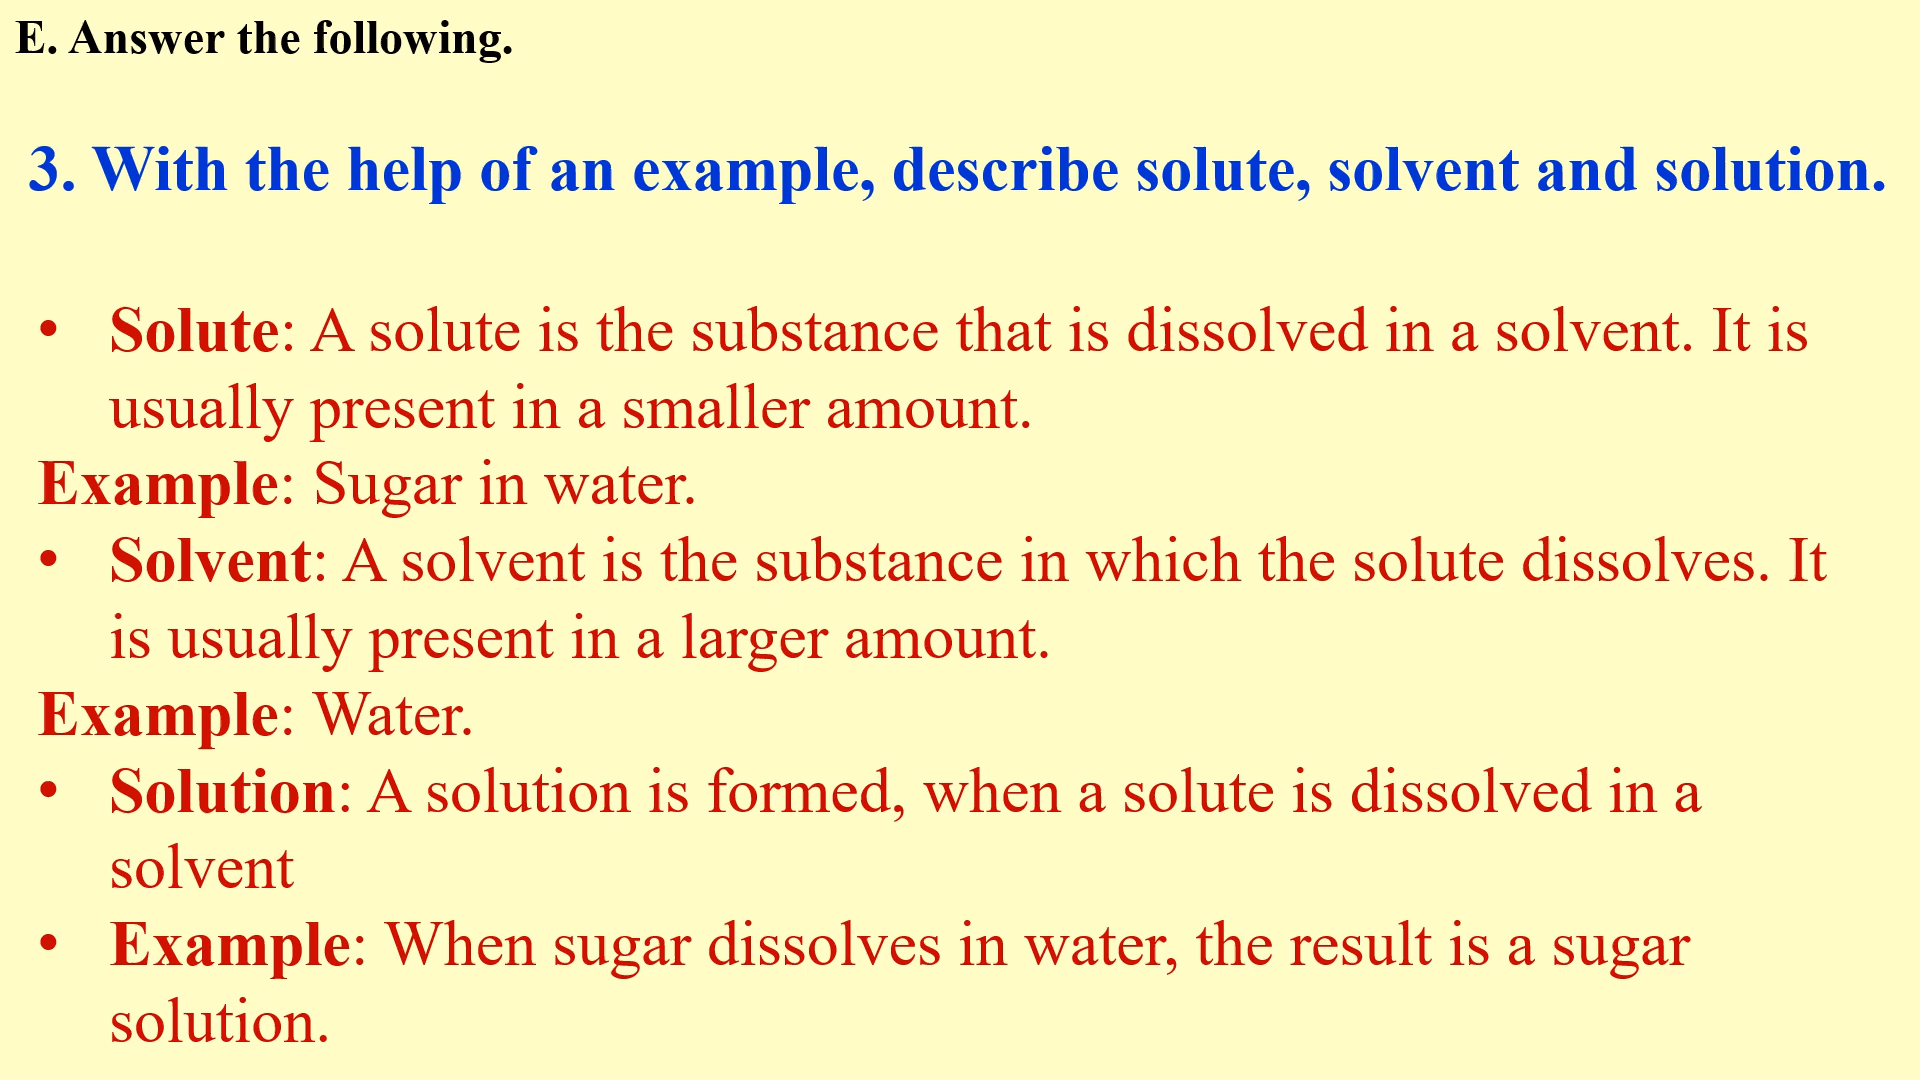 E. Answer the following.
3. With the help of an example, describe solute, solvent and solution.
• Solute: A solute is the substance that is dissolved in a solvent. It is
usually present in a smaller amount.
Example: Sugar in water.
• Solvent: A solvent is the substance in which the solute dissolves. It
is usually present in a larger amount.
Example: Water.
• Solution: A solution is formed, when a solute is dissolved in a
solvent
• Example: When sugar dissolves in water, the result is a sugar
solution.